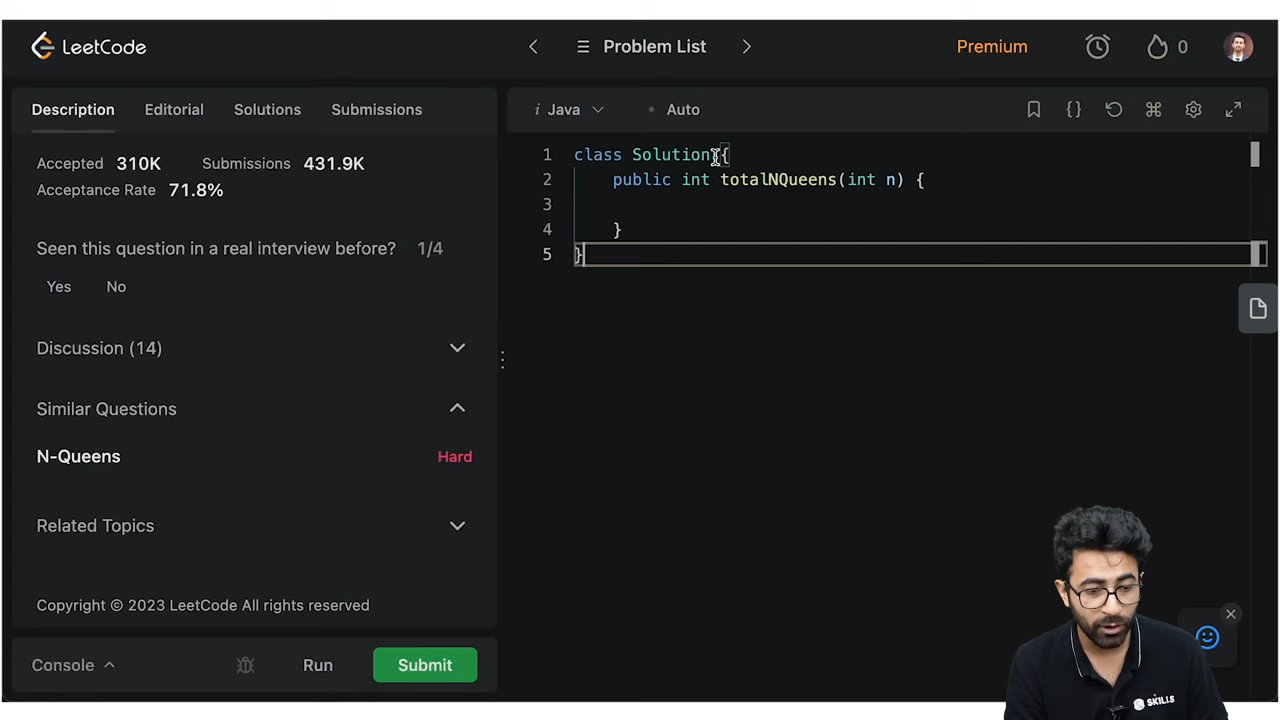 LeetCode
Problem List
Premium
0
Description Editorial Solutions Submissions
Accepted 310K Submissions 431.9K
Acceptance Rate 71.8%
Seen this question in a real interview before? 1/4
Yes No
Discussion (14)
Similar Questions
N-Queens Hard
Related Topics
Copyright © 2023 LeetCode All rights reserved
Console Run Submit
i Java • Auto
1 class Solution {
2 public int totalNQueens(int n) {
3
4 }
5 }
SKILLS